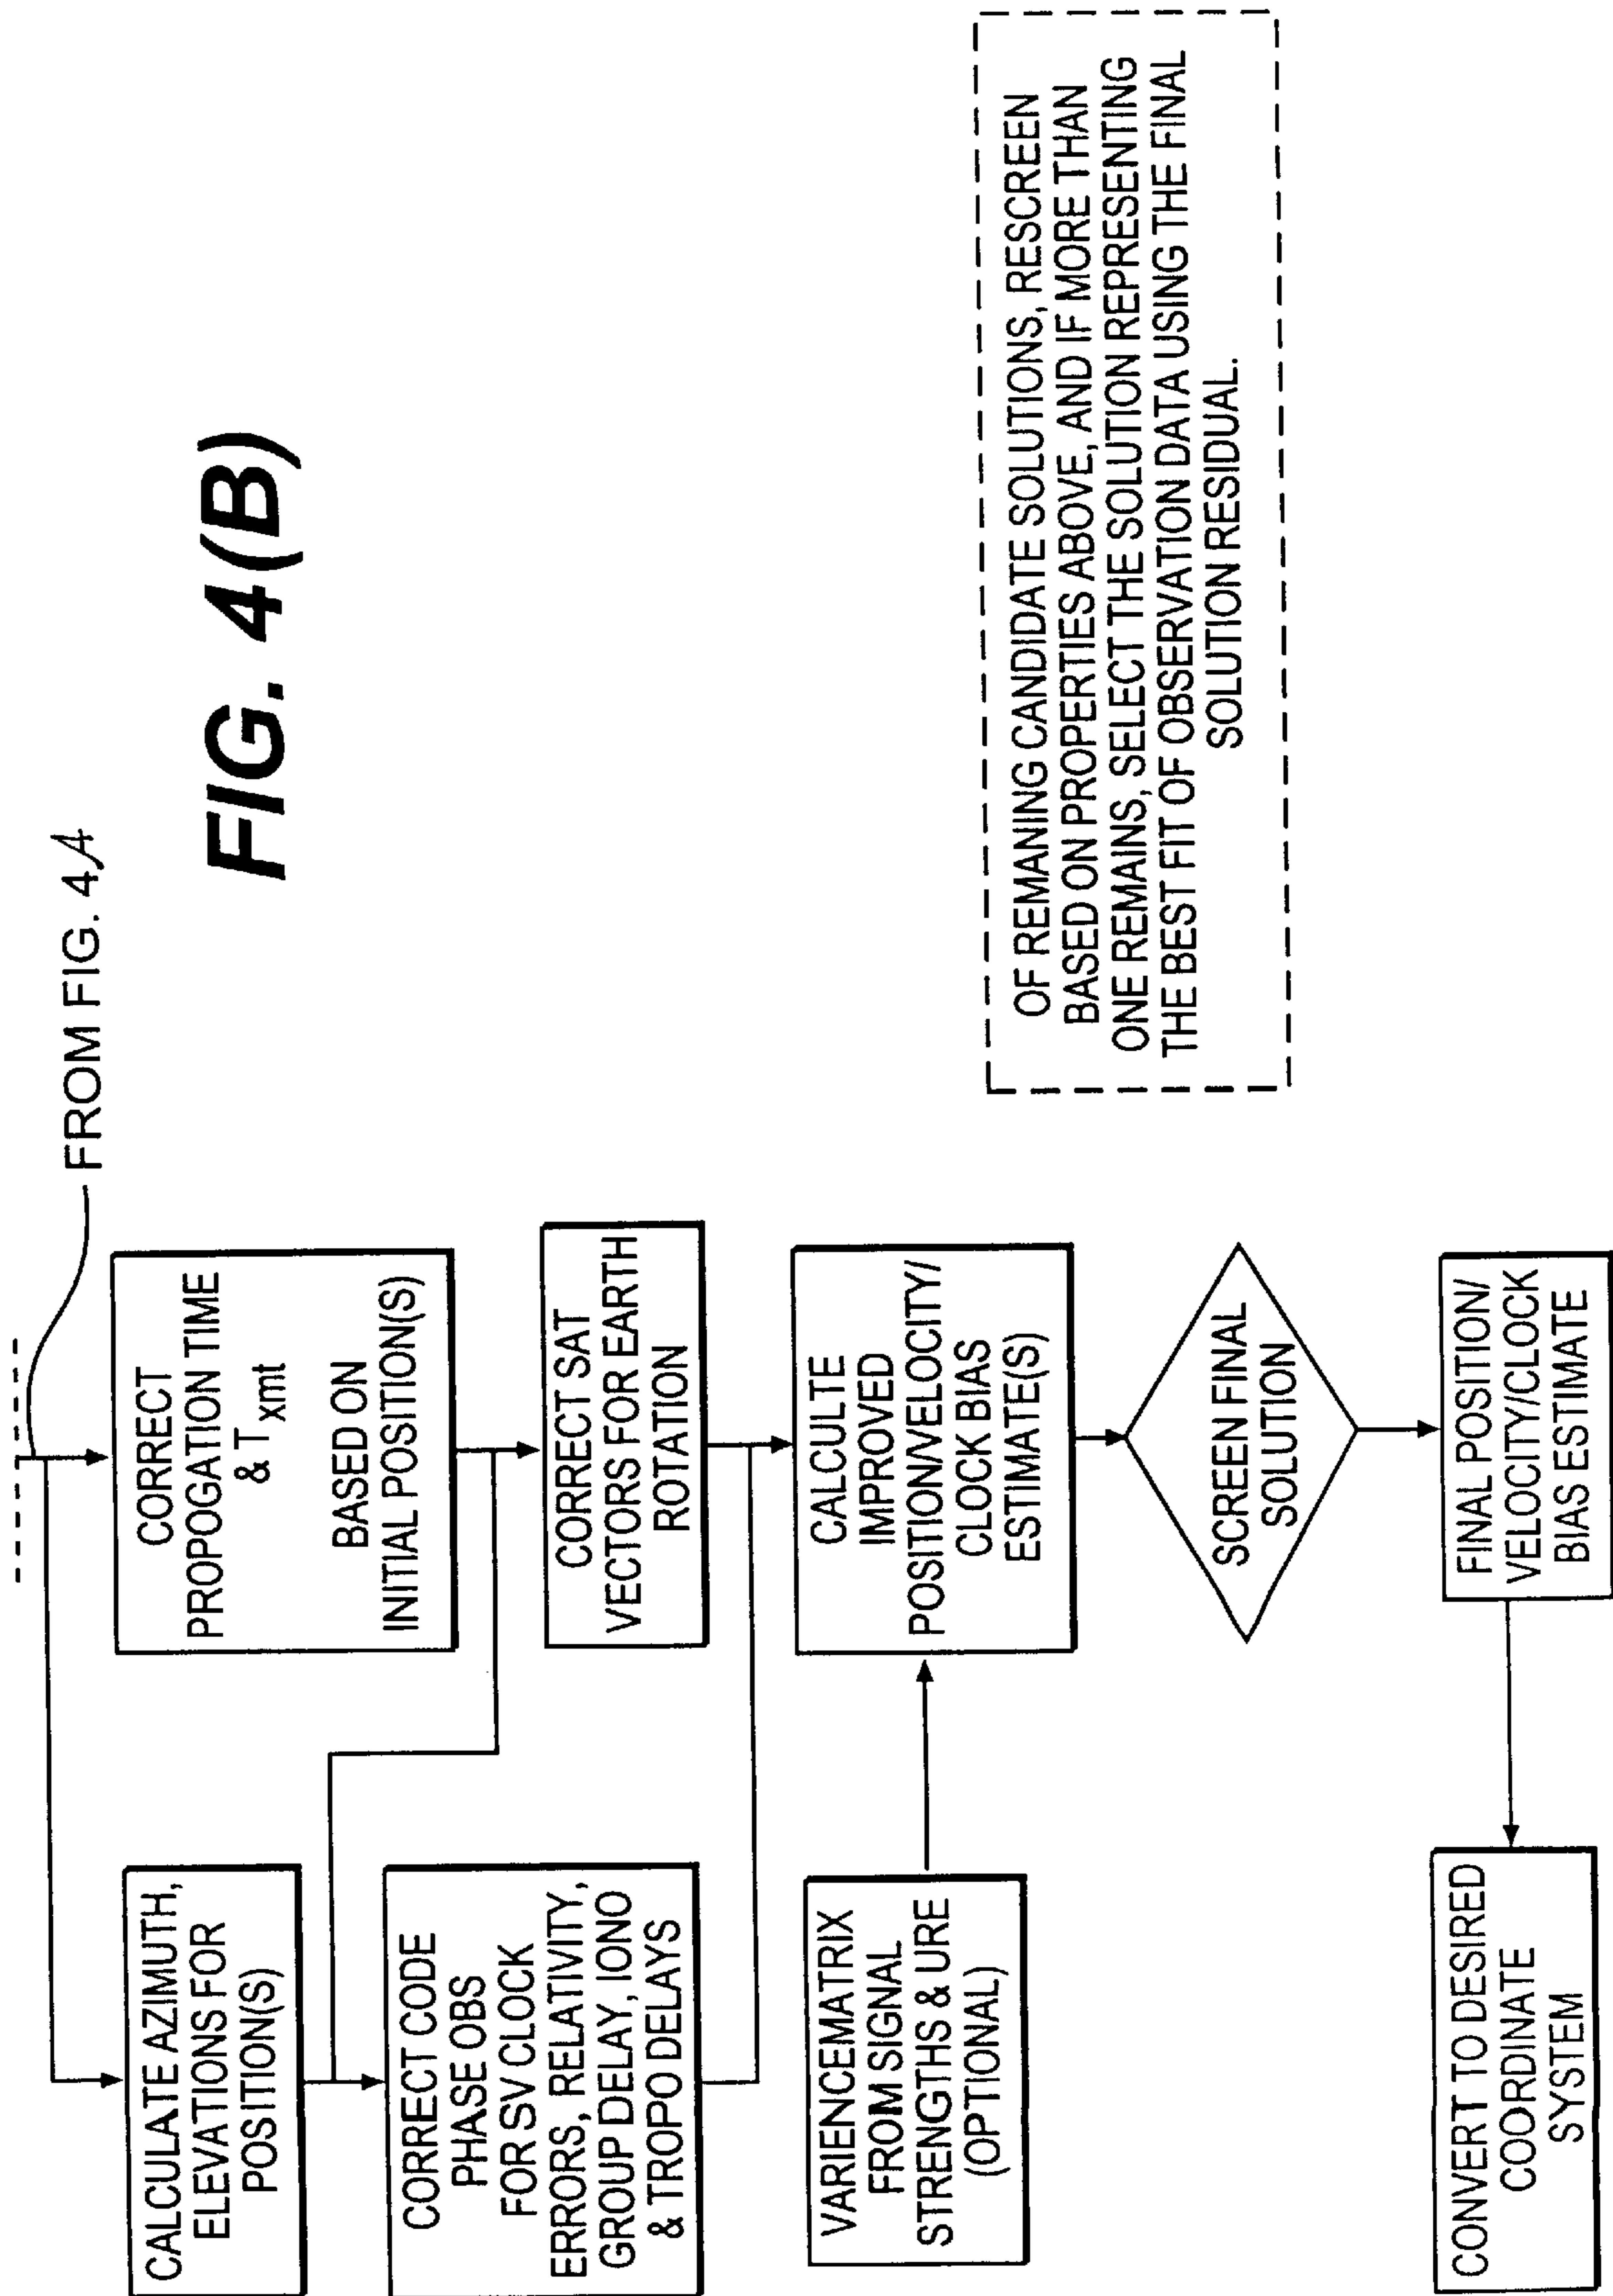 FROM FIG. 4A
FIG. 4(B)
CALCULATE AZIMUTH,
ELEVATIONS FOR
POSITION(S)
CORRECT
PROPOGATION TIME
& Txmt
BASED ON
INITIAL POSITION(S)
CORRECT CODE
PHASE OBS
FOR SV CLOCK
ERRORS, RELATIVITY,
GROUP DELAY, IONO
& TROPO DELAYS
CORRECT SAT
VECTORS FOR EARTH
ROTATION
VARIENCEMATRIX
FROM SIGNAL
STRENGTHS & URE
(OPTIONAL)
CALCULTE
IMPROVED
POSITION/VELOCITY/
CLOCK BIAS
ESTIMATE(S)
SCREEN FINAL
SOLUTION
OF REMANING CANDIDATE SOLUTIONS, RESCREEN
BASED ON PROPERTIES ABOVE, AND IF MORE THAN
ONE REMAINS, SELECT THE SOLUTION REPRESENTING
THE BEST FIT OF OBSERVATION DATA USING THE FINAL
SOLUTION RESIDUAL.
CONVERT TO DESIRED
COORDINATE
SYSTEM
FINAL POSITION/
VELOCITY/CLOCK
BIAS ESTIMATE